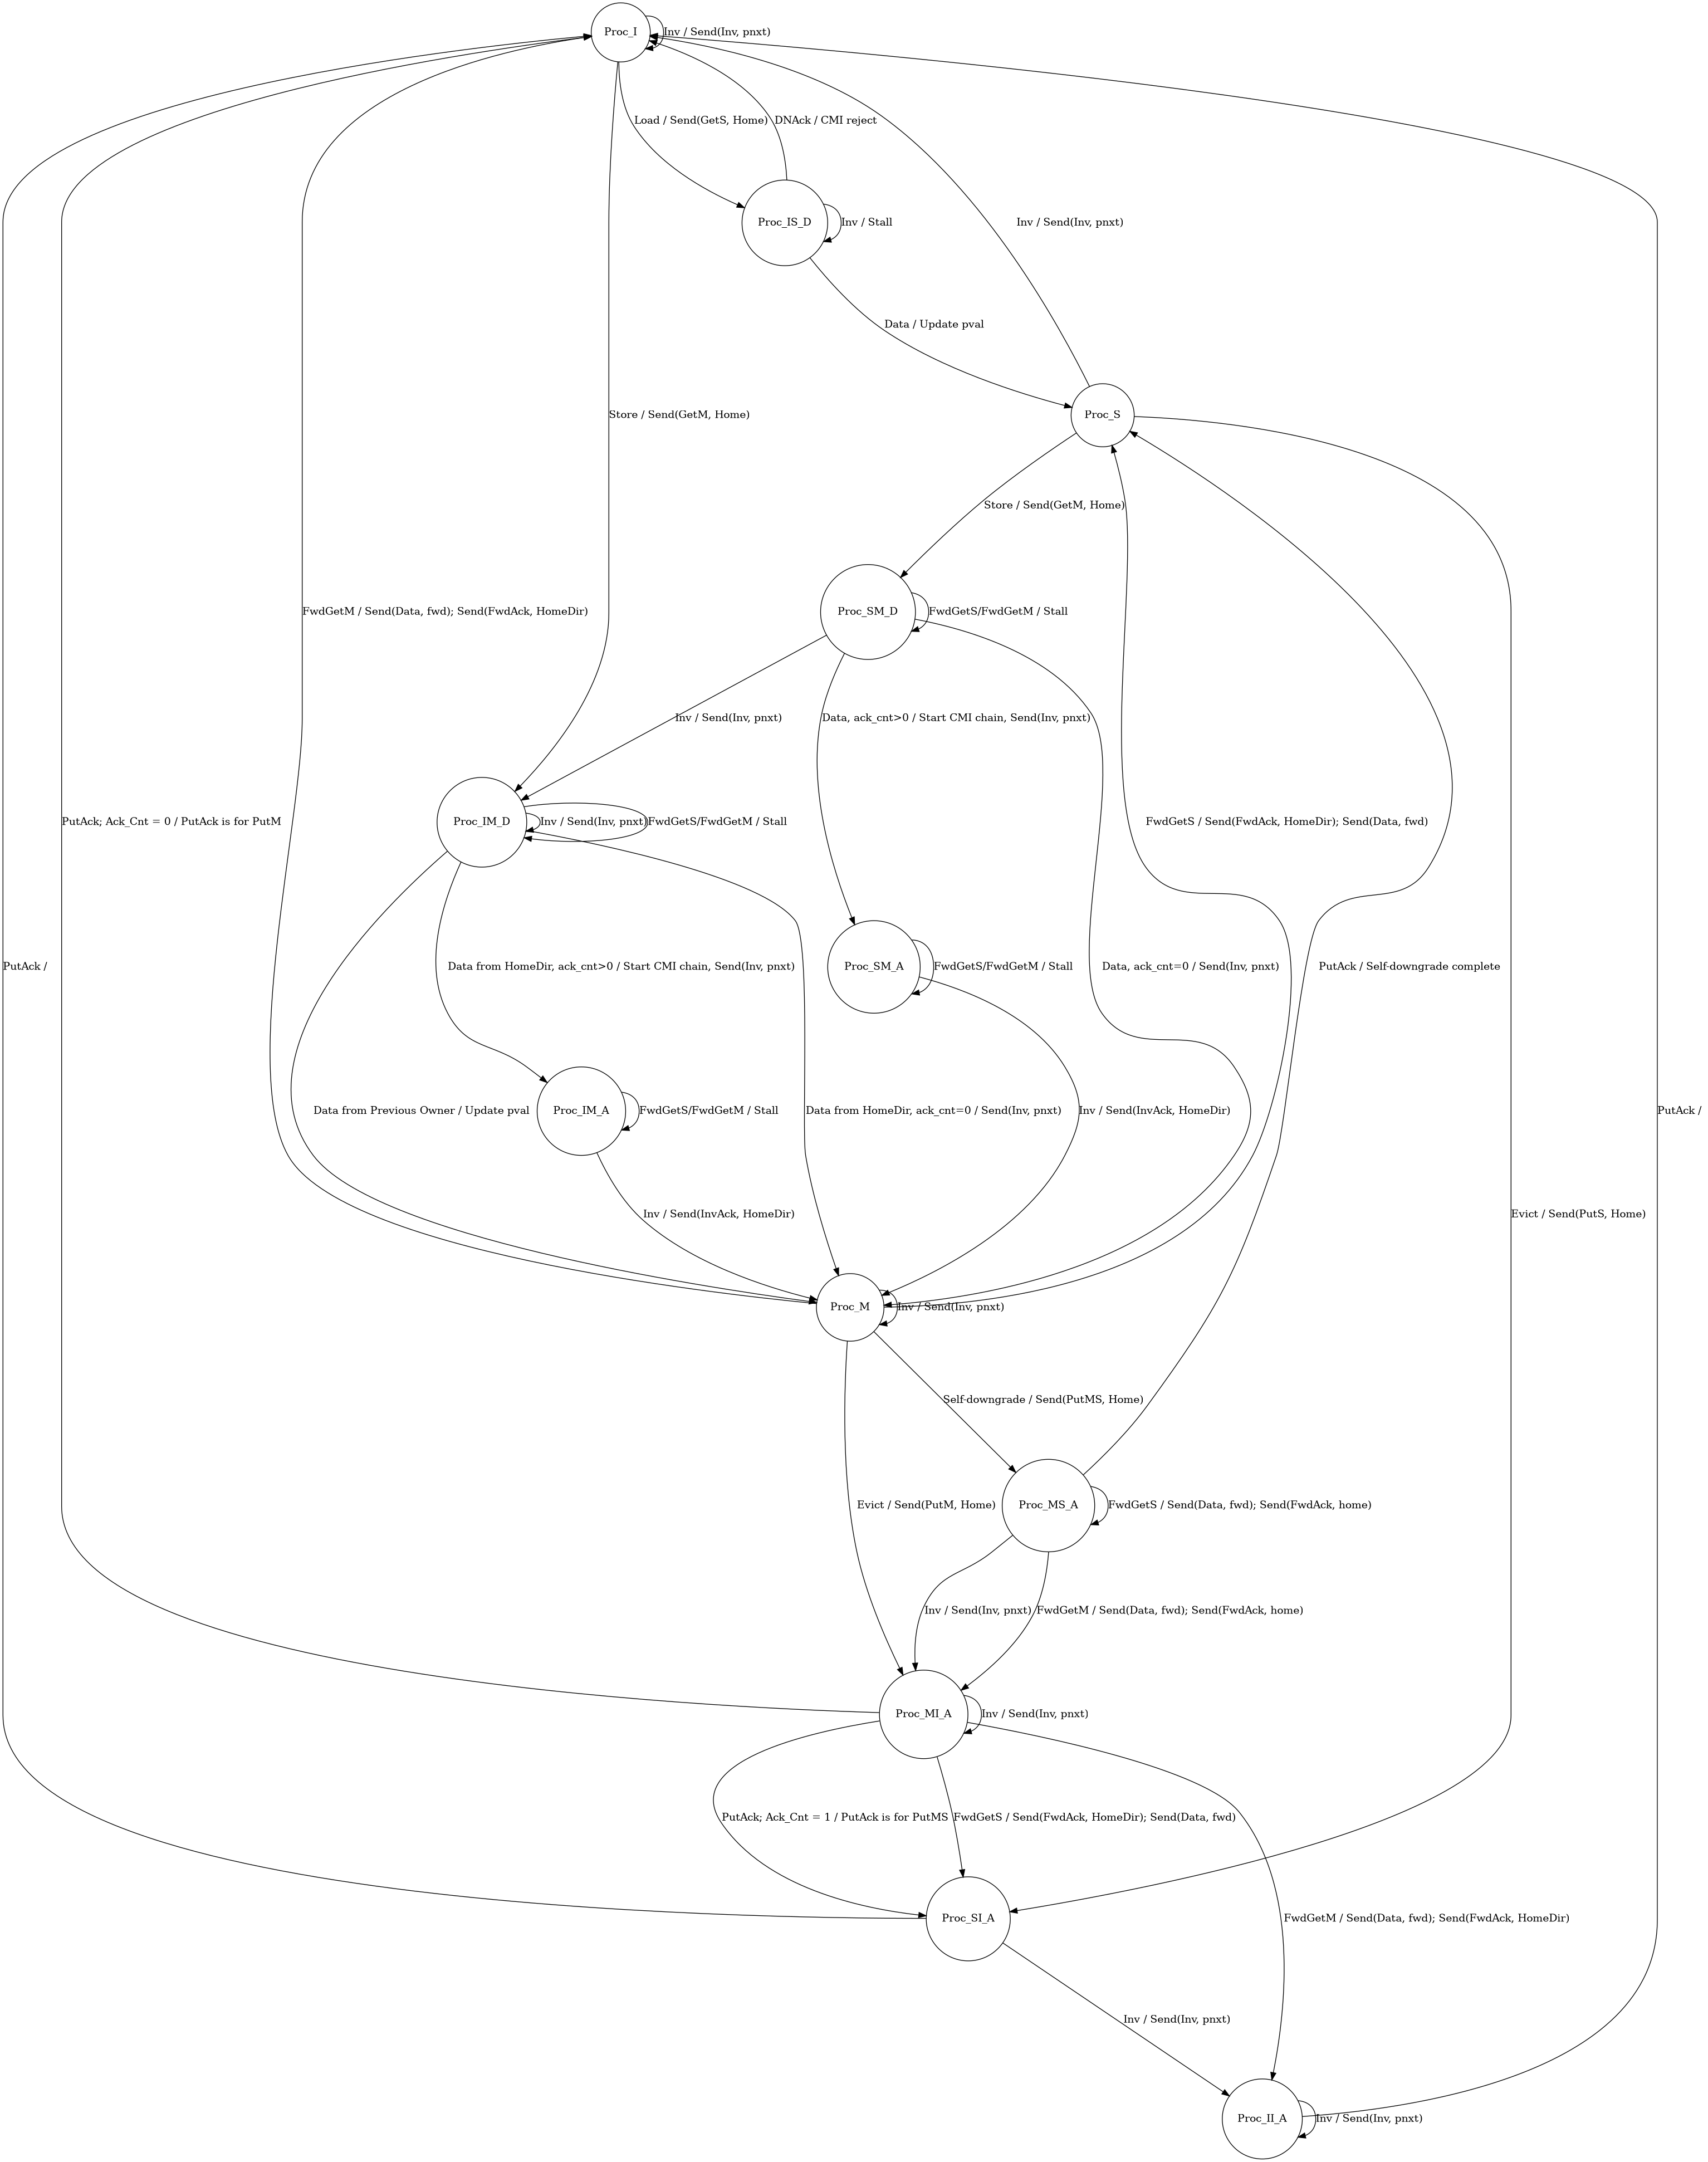 Proc_I
Inv / Send(Inv, pnxt)
Load / Send(GetS, Home)
DNAck / CMI reject
Proc_IS_D
Inv / Stall
Inv / Send(Inv, pnxt)
Data / Update pval
Store / Send(GetM, Home)
Proc_S
Store / Send(GetM, Home)
FwdGetM / Send(Data, fwd); Send(FwdAck, HomeDir)
Proc_SM_D
FwdGetS/FwdGetM / Stall
Inv / Send(Inv, pnxt)
Data, ack_cnt>0 / Start CMI chain, Send(Inv, pnxt)
PutAck; Ack_Cnt = 0 / PutAck is for PutM
Proc_IM_D
Inv / Send(Inv, pnxt)
FwdGetS/FwdGetM / Stall
FwdGetS / Send(FwdAck, HomeDir); Send(Data, fwd)
PutAck /
Data from HomeDir, ack_cnt>0 / Start CMI chain, Send(Inv, pnxt)
Proc_SM_A
FwdGetS/FwdGetM / Stall
Data, ack_cnt=0 / Send(Inv, pnxt)
PutAck / Self-downgrade complete
Data from Previous Owner / Update pval
Proc_IM_A
FwdGetS/FwdGetM / Stall
Data from HomeDir, ack_cnt=0 / Send(Inv, pnxt)
Inv / Send(InvAck, HomeDir)
PutAck /
Inv / Send(InvAck, HomeDir)
Evict / Send(PutS, Home)
Proc_M
Inv / Send(Inv, pnxt)
Self-downgrade / Send(PutMS, Home)
Evict / Send(PutM, Home)
Proc_MS_A
FwdGetS / Send(Data, fwd); Send(FwdAck, home)
Inv / Send(Inv, pnxt)
FwdGetM / Send(Data, fwd); Send(FwdAck, home)
Proc_MI_A
Inv / Send(Inv, pnxt)
PutAck; Ack_Cnt = 1 / PutAck is for PutMS
FwdGetS / Send(FwdAck, HomeDir); Send(Data, fwd)
Proc_SI_A
FwdGetM / Send(Data, fwd); Send(FwdAck, HomeDir)
Inv / Send(Inv, pnxt)
Proc_II_A
Inv / Send(Inv, pnxt)